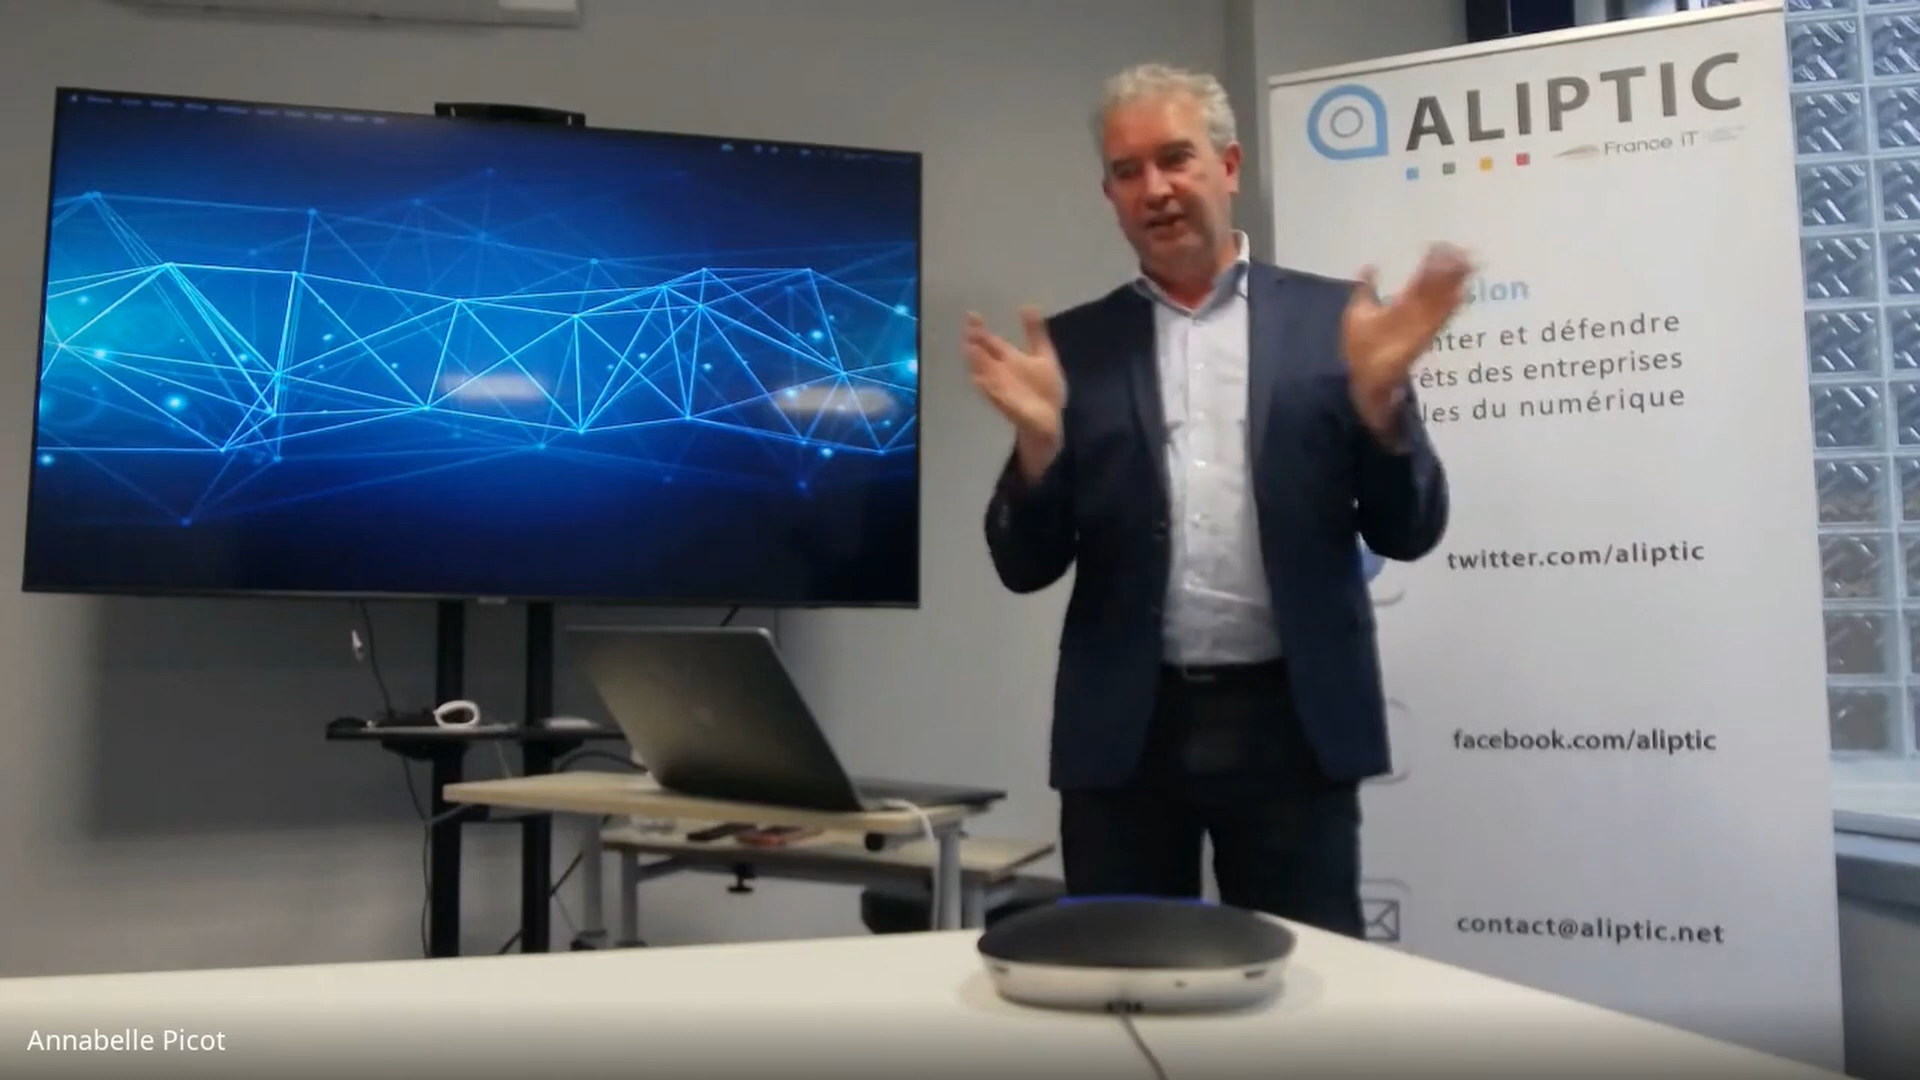 ALIPTIC
France iT
sion
nter et défendre
rêts des entreprises
les du numérique
twitter.com/aliptic
facebook.com/aliptic
contact@aliptic.net
Annabelle Picot